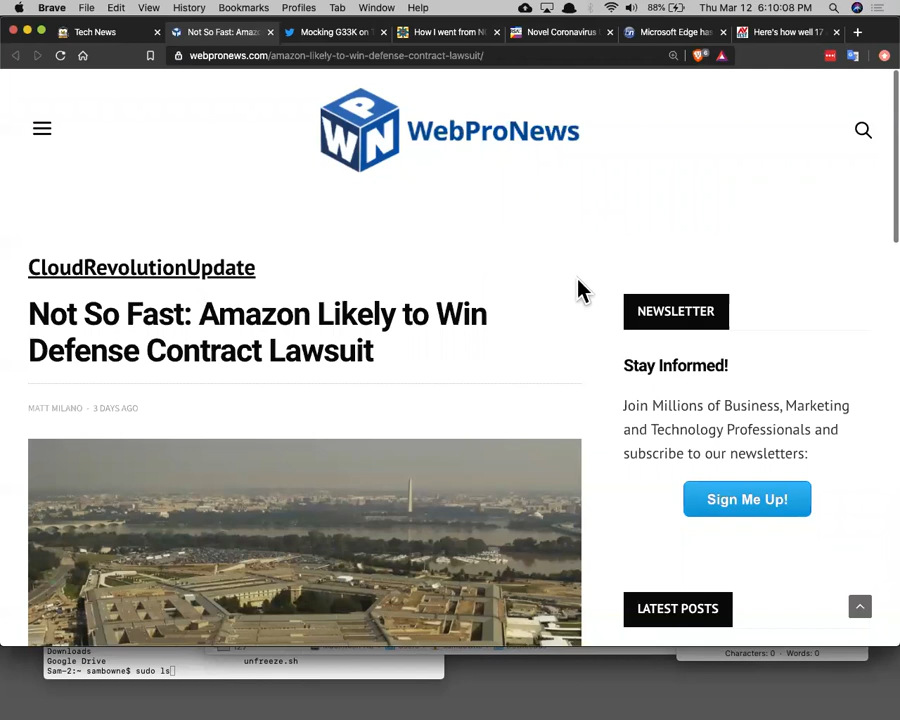 Brave File Edit View History Bookmarks Profiles Tab Window Help 88% Thu Mar 12 6:10:08 PM
Tech News × Not So Fast: Amaz × Mocking G33K on × How I went from N × Novel Coronavirus × Microsoft Edge has × Here's how well 17 × +
webpronews.com/amazon-likely-to-win-defense-contract-lawsuit/
RWN WebProNews
CloudRevolutionUpdate
Not So Fast: Amazon Likely to Win
Defense Contract Lawsuit
MATT MILANO - 3 DAYS AGO
NEWSLETTER
Stay Informed!
Join Millions of Business, Marketing
and Technology Professionals and
subscribe to our newsletters:
Sign Me Up!
LATEST POSTS
Downloads
Google Drive unfreeze.sh
Sam-2:~ sambowne$ sudo ls
Characters: 0 Words: 0